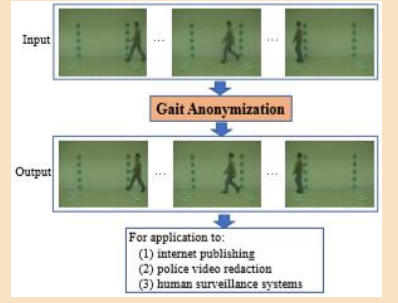 Input
... ...
Gait Anonymization
Output
... ...
For application to:
(1) internet publishing
(2) police video redaction
(3) human surveillance systems